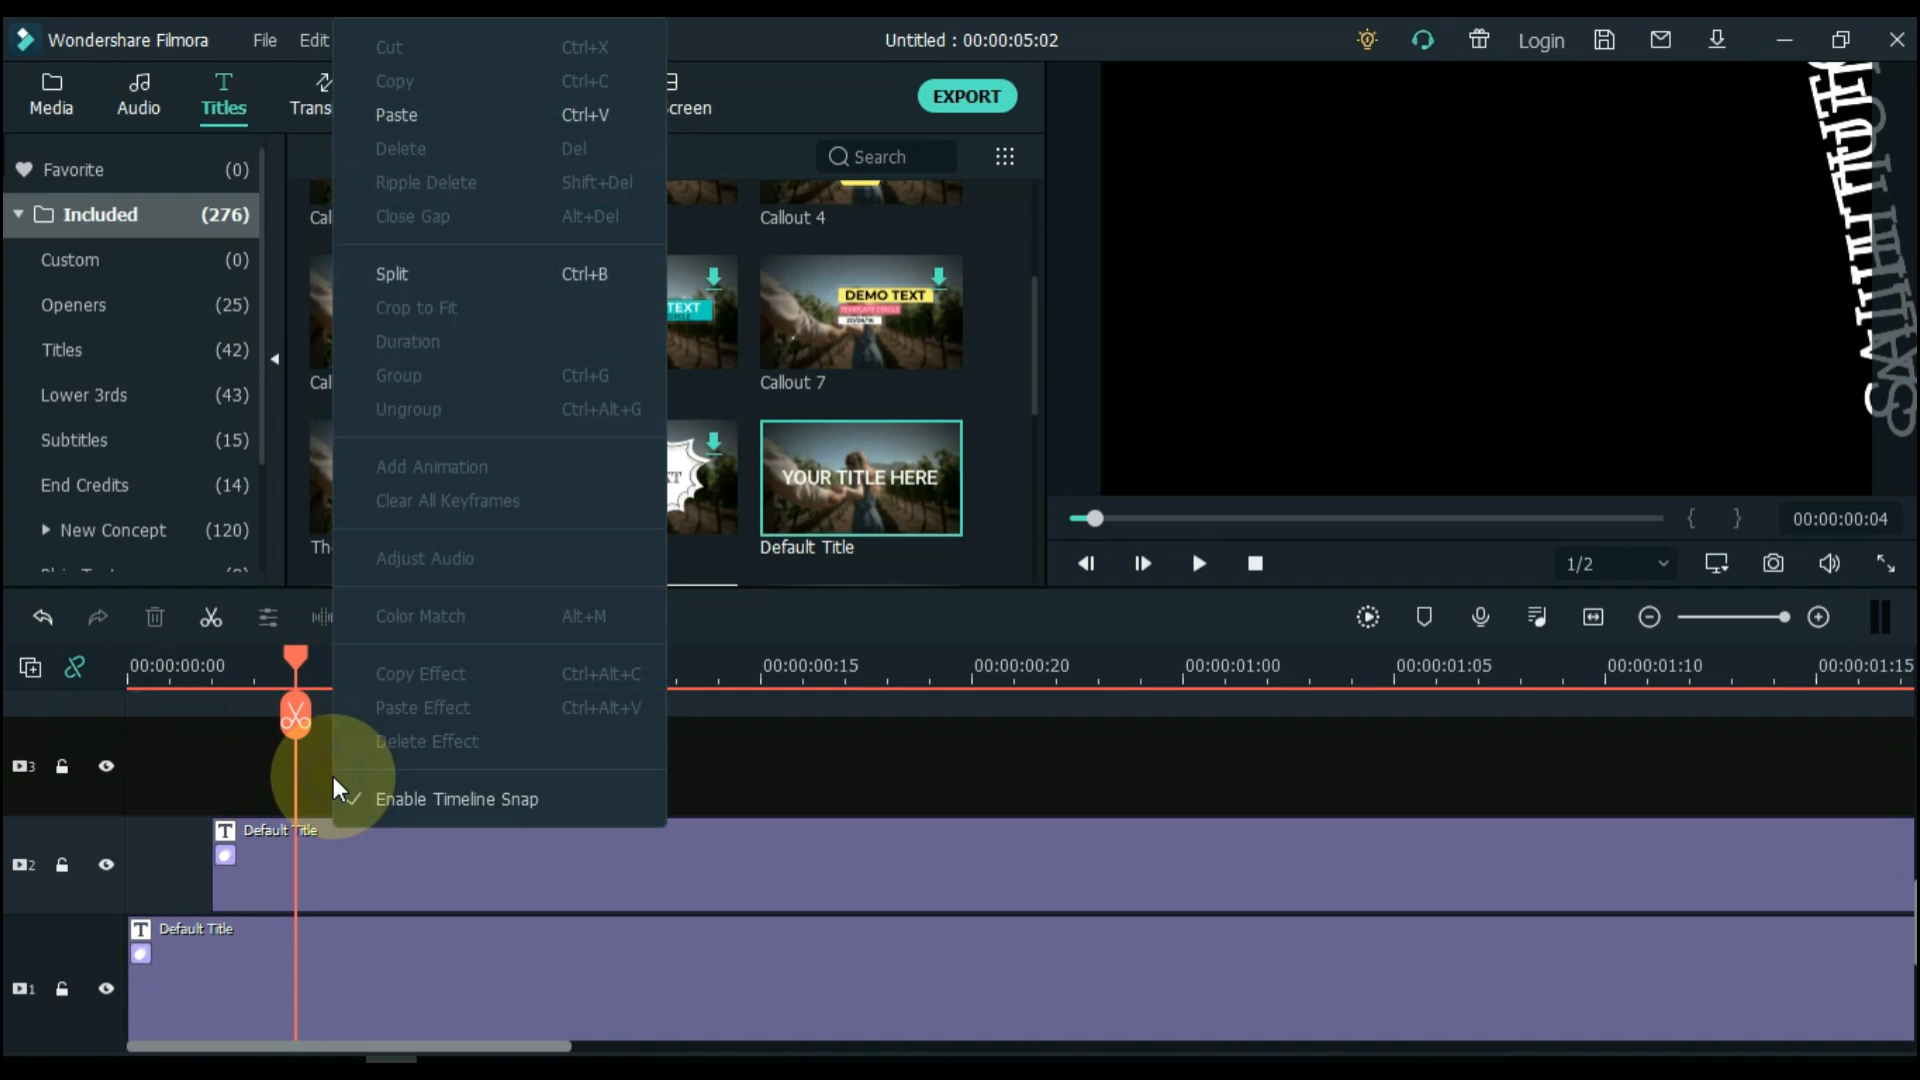 Wondershare Filmora
File
Edit
Untitled : 00:00:05:02
Login
Media
Audio
Titles
EXPORT
Search
Favorite (0)
Included (276)
Custom (0)
Openers (25)
Titles (42)
Lower 3rds (43)
Subtitles (15)
End Credits (14)
New Concept (120)
Cut Ctrl+X
Copy Ctrl+C
Paste Ctrl+V
Delete Del
Ripple Delete Shift+Del
Close Gap Alt+Del
Split Ctrl+B
Crop to Fit
Duration
Group Ctrl+G
Ungroup Ctrl+Alt+G
Add Animation
Clear All Keyframes
Adjust Audio
Color Match Alt+M
Copy Effect Ctrl+Alt+C
Paste Effect Ctrl+Alt+V
Delete Effect
Enable Timeline Snap
Callout 4
DEMO TEXT
TEMPLATE CIRCLE
Callout 7
YOUR TITLE HERE
Default Title
{ }
00:00:00:04
1/2
00:00:00:00
00:00:00:15
00:00:00:20
00:00:01:00
00:00:01:05
00:00:01:10
00:00:01:15
3
2
Default Title
1
Default Title